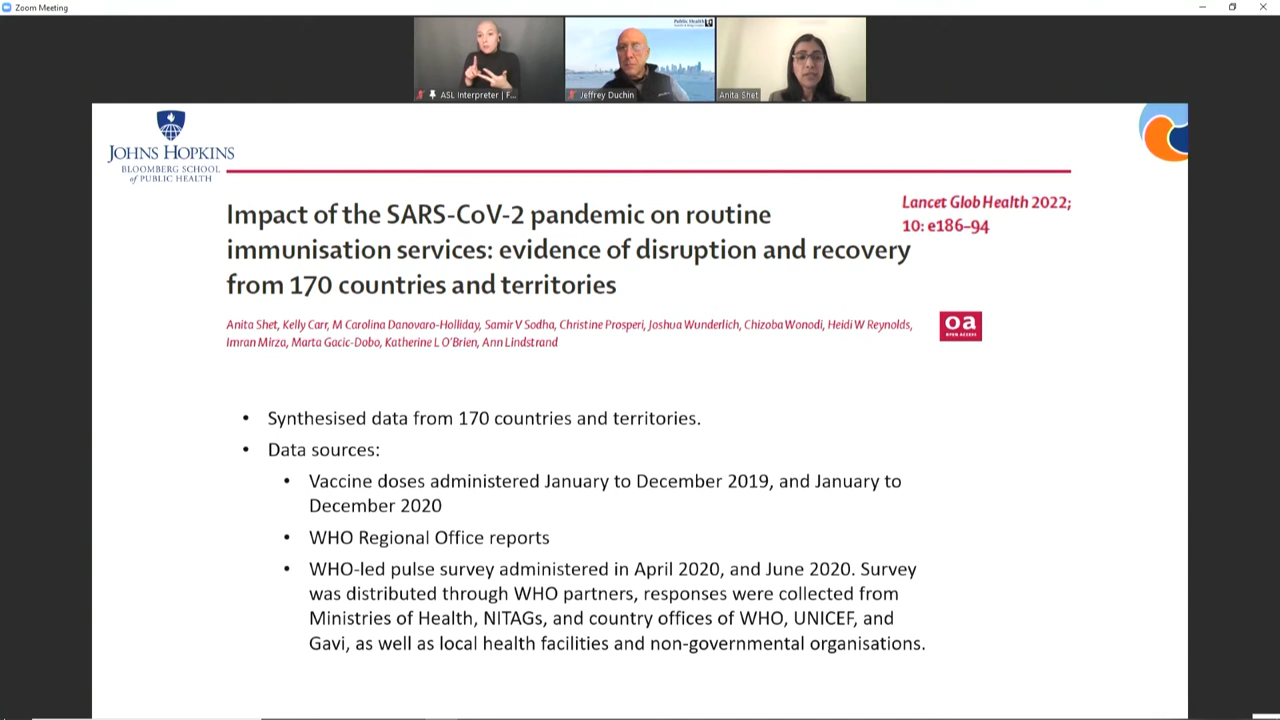 Zoom Meeting
Public Health
ASL Interpreter | F...
Jeffrey Duchin
Anita Shet
JOHNS HOPKINS
BLOOMBERG SCHOOL
of PUBLIC HEALTH
Lancet Glob Health 2022;
10: e186–94
Impact of the SARS-CoV-2 pandemic on routine
immunisation services: evidence of disruption and recovery
from 170 countries and territories
Anita Shet, Kelly Carr, M Carolina Danovaro-Holliday, Samir V Sodha, Christine Prosperi, Joshua Wunderlich, Chizoba Wonodi, Heidi W Reynolds,
Imran Mirza, Marta Gacic-Dobo, Katherine L O'Brien, Ann Lindstrand
oa
OPEN ACCESS
• Synthesised data from 170 countries and territories.
• Data sources:
• Vaccine doses administered January to December 2019, and January to
December 2020
• WHO Regional Office reports
• WHO-led pulse survey administered in April 2020, and June 2020. Survey
was distributed through WHO partners, responses were collected from
Ministries of Health, NITAGs, and country offices of WHO, UNICEF, and
Gavi, as well as local health facilities and non-governmental organisations.